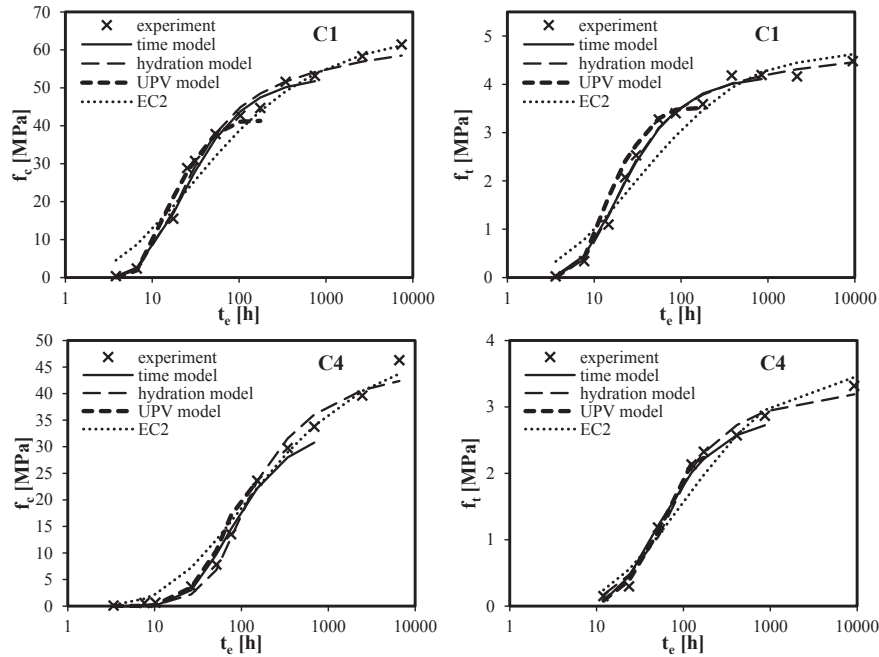 70
60
50
40
30
20
10
0
f_c [MPa]
C1
experiment
time model
hydration model
UPV model
EC2
1 10 100 1000 10000
t_e [h]
5
4
3
2
1
0
f_t [MPa]
C1
experiment
time model
hydration model
UPV model
EC2
1 10 100 1000 10000
t_e [h]
50
45
40
35
30
25
20
15
10
5
0
f_c [MPa]
C4
experiment
time model
hydration model
UPV model
EC2
1 10 100 1000 10000
t_e [h]
4
3
2
1
0
f_t [MPa]
C4
experiment
time model
hydration model
UPV model
EC2
1 10 100 1000 10000
t_e [h]